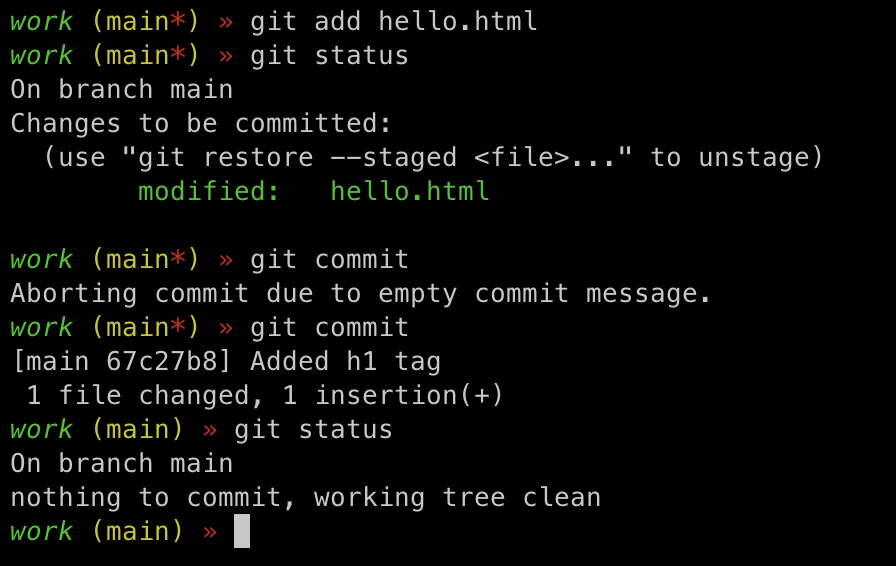 work (main*) » git add hello.html
work (main*) » git status
On branch main
Changes to be committed:
  (use "git restore --staged <file>..." to unstage)
        modified:   hello.html

work (main*) » git commit
Aborting commit due to empty commit message.
work (main*) » git commit
[main 67c27b8] Added h1 tag
 1 file changed, 1 insertion(+)
work (main) » git status
On branch main
nothing to commit, working tree clean
work (main) »